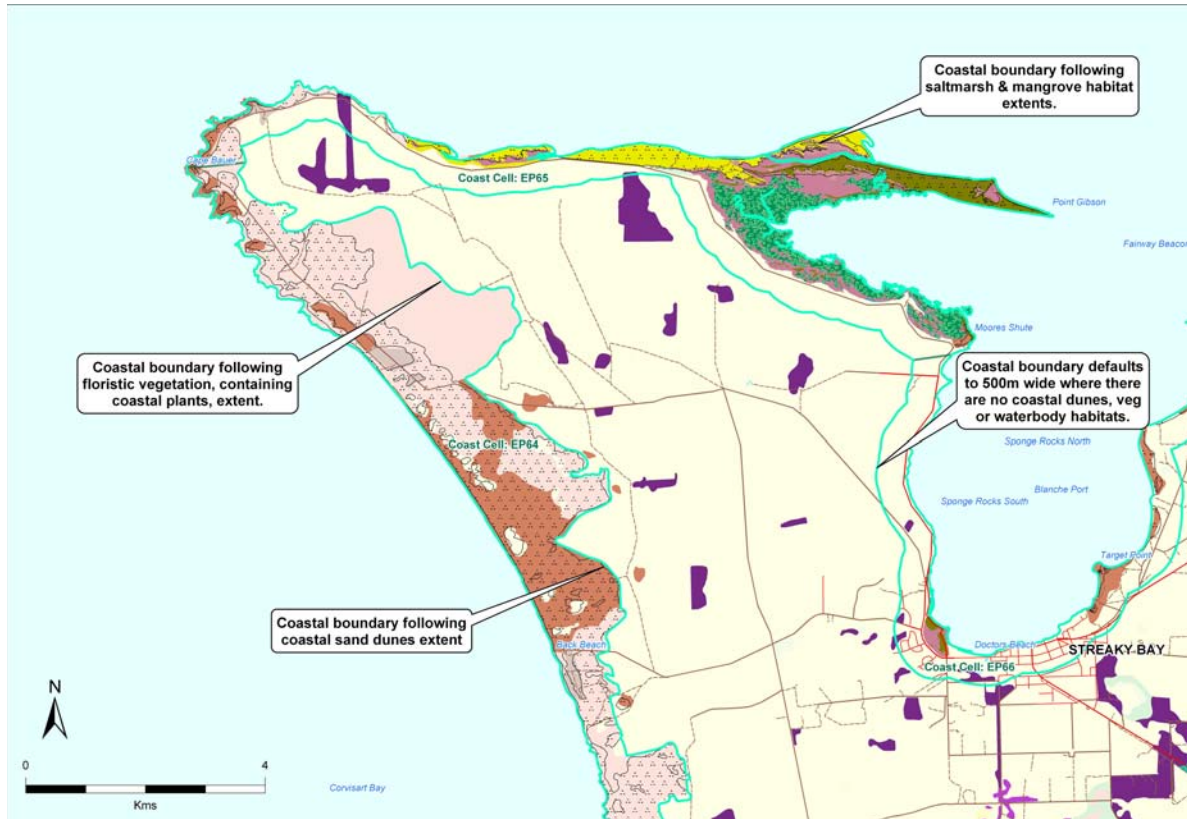 Coastal boundary following
saltmarsh & mangrove habitat
extents.
Cape Bauer
Coast Cell: EP65
Point Gibson
Fairway Beacon
Moores Shute
Coastal boundary following
floristic vegetation, containing
coastal plants, extent.
Coastal boundary defaults
to 500m wide where there
are no coastal dunes, veg
or waterbody habitats.
Coast Cell: EP64
Sponge Rocks North
Blanche Port
Sponge Rocks South
Target Point
Coastal boundary following
coastal sand dunes extent
Back Beach
Doctors Beach
STREAKY BAY
Coast Cell: EP66
N
0
4
Kms
Corvisart Bay